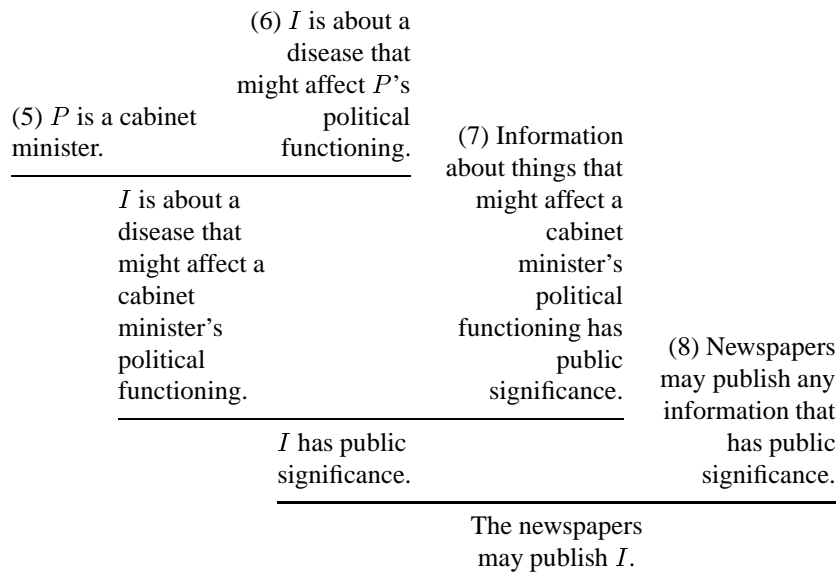 (6) I is about a
disease that
might affect P's
political
functioning.
(5) P is a cabinet
minister.
(7) Information
about things that
might affect a
cabinet
minister's
political
functioning has
public
significance.
I is about a
disease that
might affect a
cabinet
minister's
political
functioning.
(8) Newspapers
may publish any
information that
has public
significance.
I has public
significance.
The newspapers
may publish I.